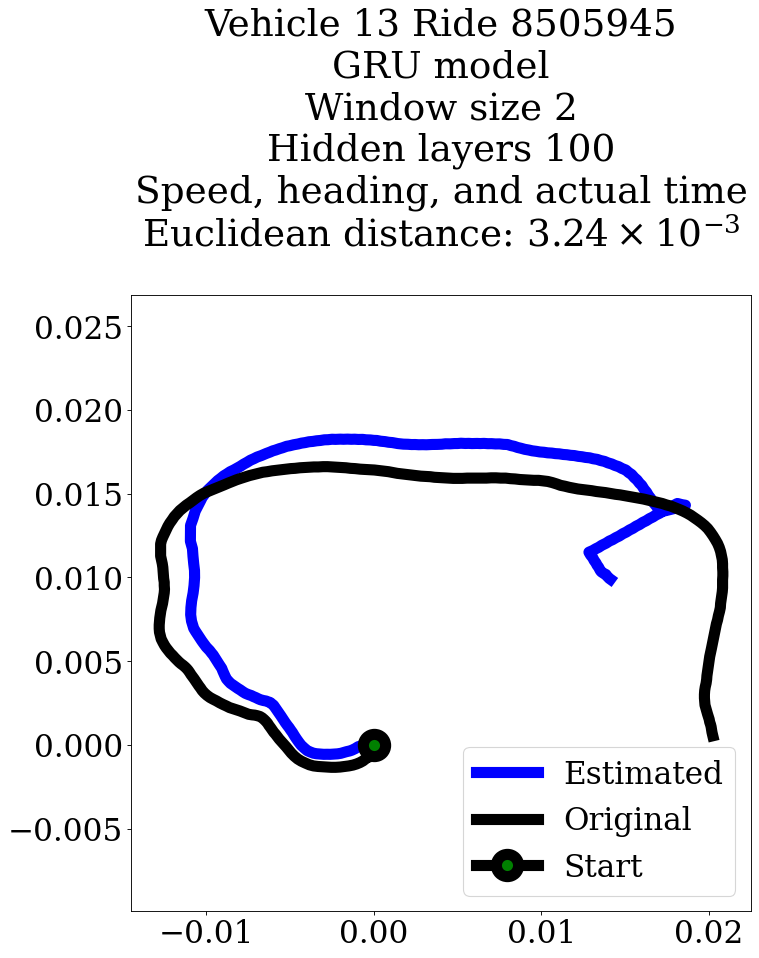 Vehicle 13 Ride 8505945
GRU model
Window size 2
Hidden layers 100
Speed, heading, and actual time
Euclidean distance: 3.24 × 10⁻³
0.025
0.020
0.015
0.010
0.005
0.000
−0.005
Estimated
Original
Start
−0.01 0.00 0.01 0.02